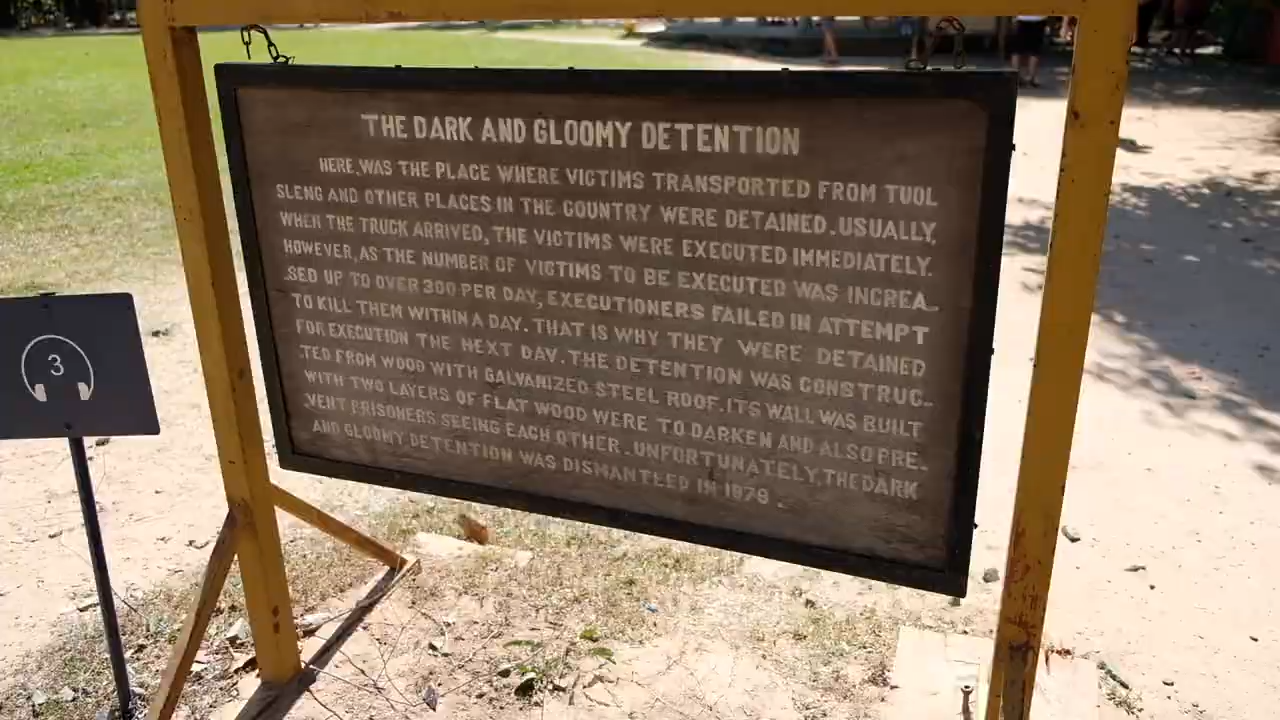 THE DARK AND GLOOMY DETENTION
HERE WAS THE PLACE WHERE VICTIMS TRANSPORTED FROM TUOL
SLENG AND OTHER PLACES IN THE COUNTRY WERE DETAINED. USUALLY,
WHEN THE TRUCK ARRIVED, THE VICTIMS WERE EXECUTED IMMEDIATELY.
HOWEVER, AS THE NUMBER OF VICTIMS TO BE EXECUTED WAS INCREA_
.SED UP TO OVER 300 PER DAY, EXECUTIONERS FAILED IN ATTEMPT
TO KILL THEM WITHIN A DAY. THAT IS WHY THEY WERE DETAINED
FOR EXECUTION THE NEXT DAY. THE DETENTION WAS CONSTRUC_
.TED FROM WOOD WITH GALVANIZED STEEL ROOF. ITS WALL WAS BUILT
WITH TWO LAYERS OF FLAT WOOD WERE TO DARKEN AND ALSO PRE_
.VENT PRISONERS SEEING EACH OTHER. UNFORTUNATELY, THE DARK
AND GLOOMY DETENTION WAS DISMANTLED IN 1979.
3